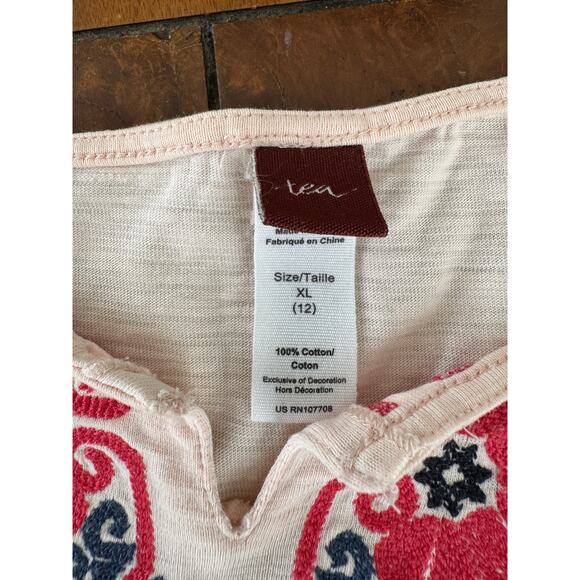 tea
Fabriqué en Chine
Size/Taille
XL
(12)
100% Cotton/
Coton
Exclusive of Decoration
Hors Décoration
US RN107708